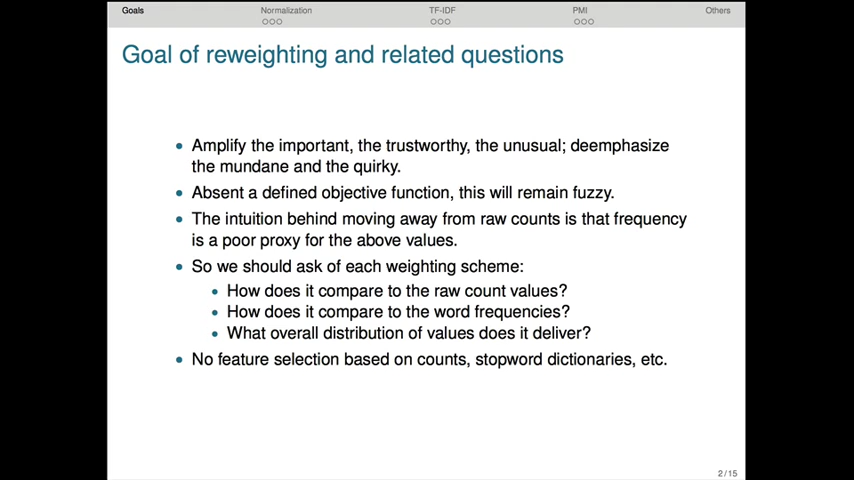 Goals Normalization TF-IDF PMI Others
Goal of reweighting and related questions
• Amplify the important, the trustworthy, the unusual; deemphasize
the mundane and the quirky.
• Absent a defined objective function, this will remain fuzzy.
• The intuition behind moving away from raw counts is that frequency
is a poor proxy for the above values.
• So we should ask of each weighting scheme:
• How does it compare to the raw count values?
• How does it compare to the word frequencies?
• What overall distribution of values does it deliver?
• No feature selection based on counts, stopword dictionaries, etc.
2 / 15